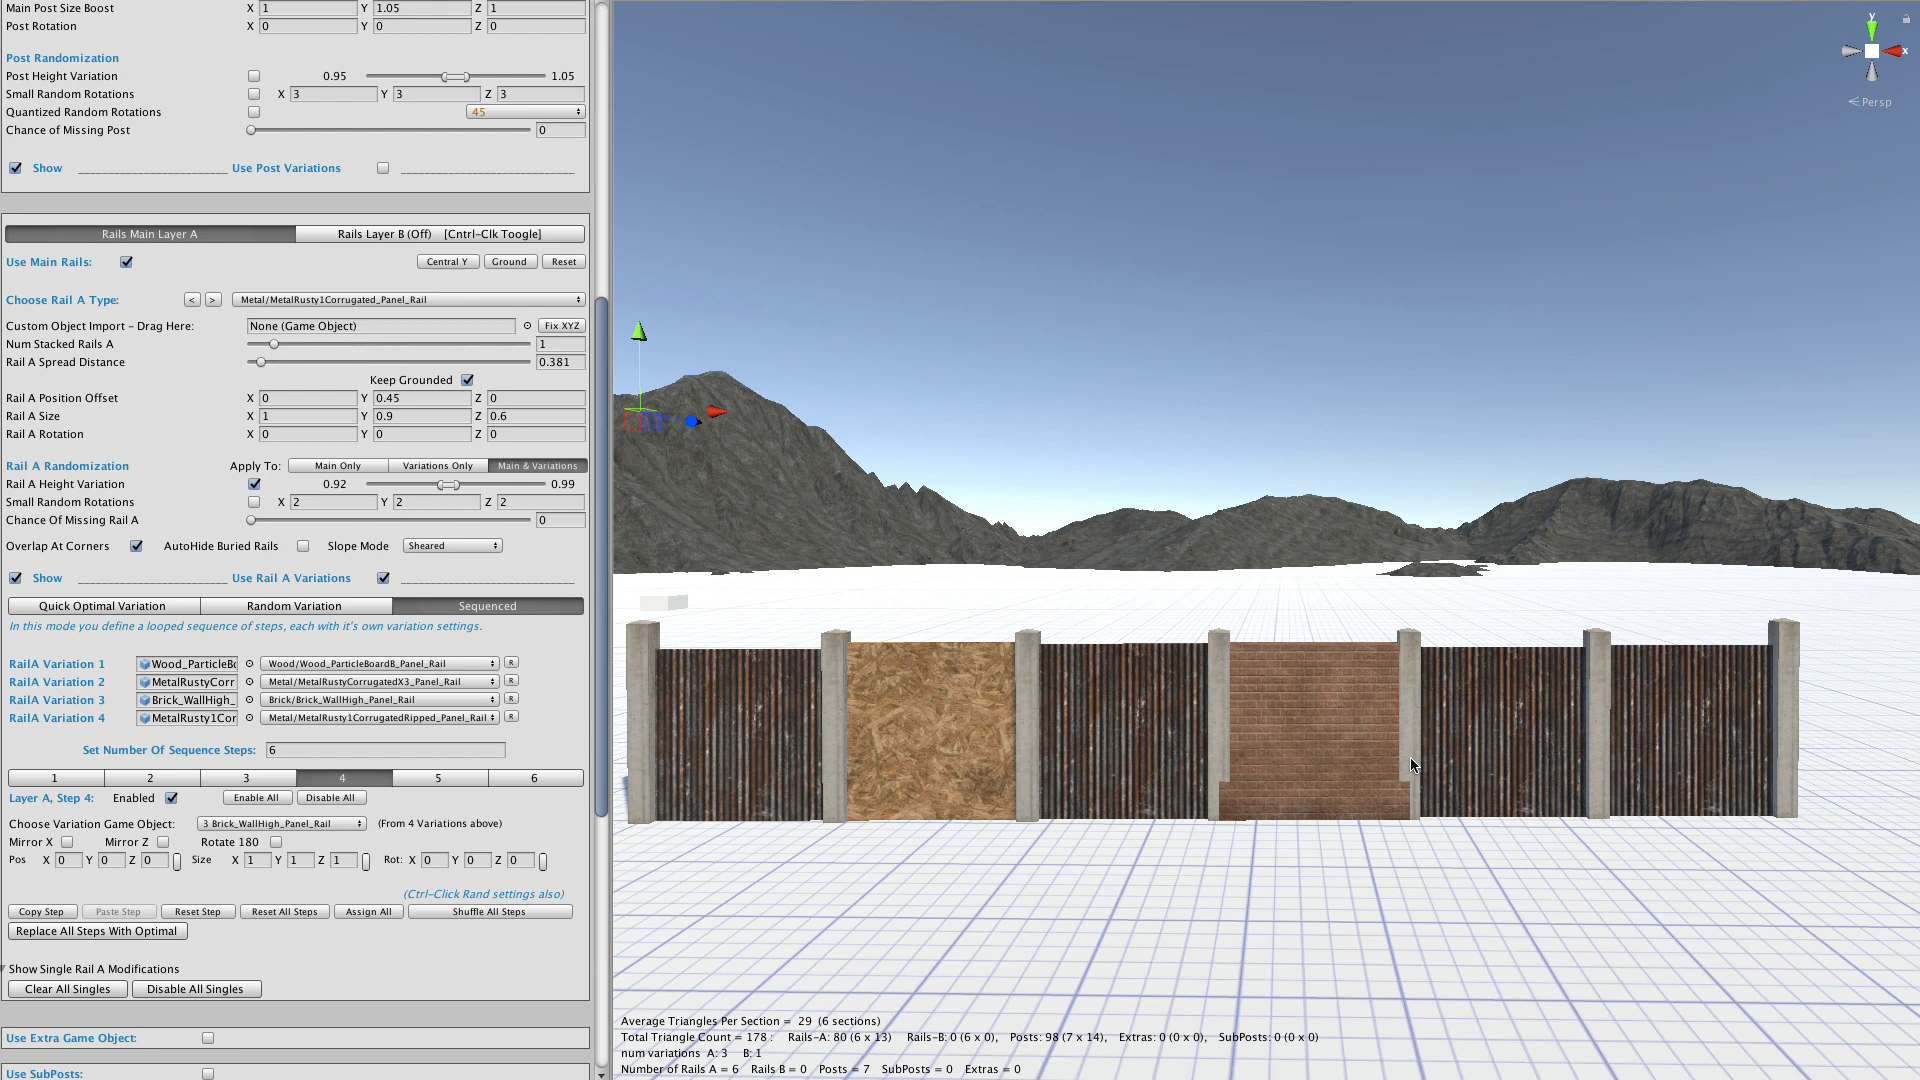 Main Post Size Boost X 1 Y 1.05 Z 1
Post Rotation X 0 Y 0 Z 0
Post Randomization
Post Height Variation 0.95 1.05
Small Random Rotations X 3 Y 3 Z 3
Quantized Random Rotations 45
Chance of Missing Post 0
Show Use Post Variations
Rails Main Layer A Rails Layer B (Off) [Cntrl-Clk Toogle]
Use Main Rails: Central Y Ground Reset
Choose Rail A Type: < > Metal/MetalRusty1Corrugated_Panel_Rail
Custom Object Import - Drag Here: None (Game Object) Fix XYZ
Num Stacked Rails A 1
Rail A Spread Distance 0.381
Keep Grounded
Rail A Position Offset X 0 Y 0.45 Z 0
Rail A Size X 1 Y 0.9 Z 0.6
Rail A Rotation X 0 Y 0 Z 0
Rail A Randomization Apply To: Main Only Variations Only Main & Variations
Rail A Height Variation 0.92 0.99
Small Random Rotations X 2 Y 2 Z 2
Chance Of Missing Rail A 0
Overlap At Corners AutoHide Buried Rails Slope Mode Sheared
Show Use Rail A Variations
Quick Optimal Variation Random Variation Sequenced
In this mode you define a looped sequence of steps, each with it's own variation settings.
RailA Variation 1 Wood_ParticleBo Wood/Wood_ParticleBoardB_Panel_Rail R
RailA Variation 2 MetalRustyCorr Metal/MetalRustyCorrugatedX3_Panel_Rail R
RailA Variation 3 Brick_WallHigh_ Brick/Brick_WallHigh_Panel_Rail R
RailA Variation 4 MetalRusty1Cor Metal/MetalRusty1CorrugatedRipped_Panel_Rail R
Set Number Of Sequence Steps: 6
1 2 3 4 5 6
Layer A, Step 4: Enabled Enable All Disable All
Choose Variation Game Object: 3 Brick_WallHigh_Panel_Rail (From 4 Variations above)
Mirror X Mirror Z Rotate 180
Pos X 0 Y 0 Z 0 Size X 1 Y 1 Z 1 Rot: X 0 Y 0 Z 0
(Ctrl-Click Rand settings also)
Copy Step Paste Step Reset Step Reset All Steps Assign All Shuffle All Steps
Replace All Steps With Optimal
Show Single Rail A Modifications
Clear All Singles Disable All Singles
Use Extra Game Object:
Use SubPosts:
y
x
Persp
Average Triangles Per Section = 29 (6 sections)
Total Triangle Count = 178 : Rails-A: 80 (6 x 13) Rails-B: 0 (6 x 0), Posts: 98 (7 x 14), Extras: 0 (0 x 0), SubPosts: 0 (0 x 0)
num variations A: 3 B: 1
Number of Rails A = 6 Rails B = 0 Posts = 7 SubPosts = 0 Extras = 0